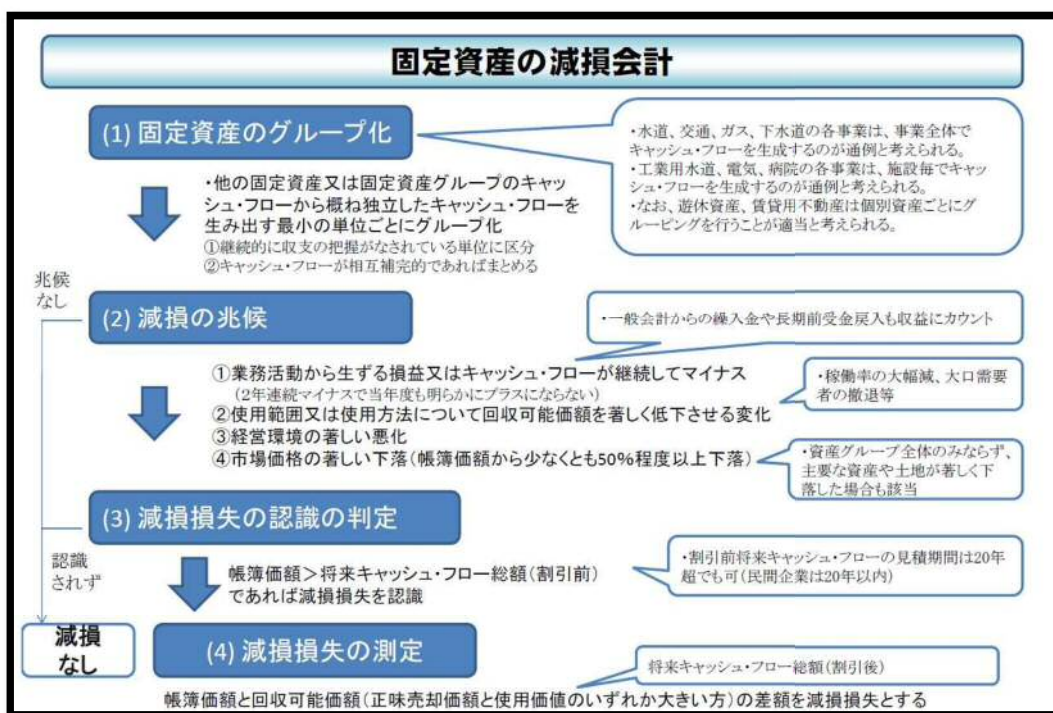 固定資産の減損会計
(1) 固定資産のグループ化
・水道、交通、ガス、下水道の各事業は、事業全体で
キャッシュ・フローを生成するのが通例と考えられる。
・工業用水道、電気、病院の各事業は、施設毎でキャッ
シュ・フローを生成するのが通例と考えられる。
・なお、遊休資産、賃貸用不動産は個別資産ごとにグ
ルーピングを行うことが適当と考えられる。
・他の固定資産又は固定資産グループのキャッ
シュ・フローから概ね独立したキャッシュ・フローを
生み出す最小の単位ごとにグループ化
①継続的に収支の把握がなされている単位に区分
②キャッシュ・フローが相互補完的であればまとめる
兆候
なし
(2) 減損の兆候
・一般会計からの繰入金や長期前受金戻入も収益にカウント
①業務活動から生ずる損益又はキャッシュ・フローが継続してマイナス
(2年連続マイナスで当年度も明らかにプラスにならない)
②使用範囲又は使用方法について回収可能価額を著しく低下させる変化
③経営環境の著しい悪化
④市場価格の著しい下落(帳簿価額から少なくとも50%程度以上下落)
・稼働率の大幅減、大口需要
者の撤退等
・資産グループ全体のみならず、
主要な資産や土地が著しく下
落した場合も該当
(3) 減損損失の認識の判定
認識
されず
帳簿価額>将来キャッシュ・フロー総額(割引前)
であれば減損損失を認識
・割引前将来キャッシュ・フローの見積期間は20年
超でも可(民間企業は20年以内)
減損
なし
(4) 減損損失の測定
将来キャッシュ・フロー総額(割引後)
帳簿価額と回収可能価額(正味売却価額と使用価値のいずれか大きい方)の差額を減損損失とする